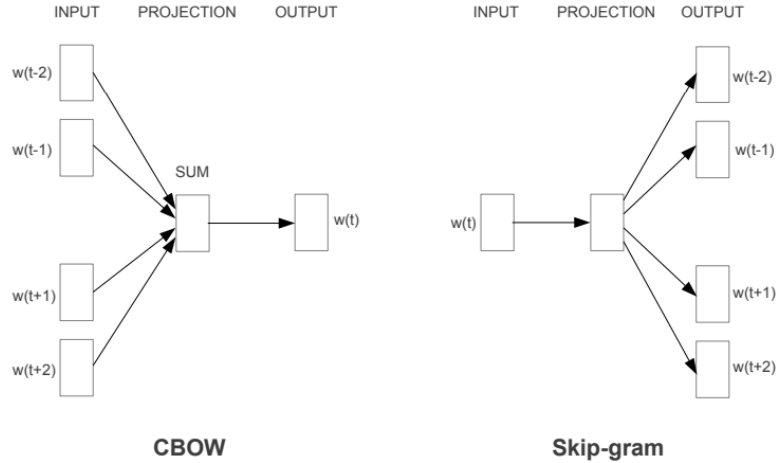 INPUT PROJECTION OUTPUT
w(t-2)
w(t-1)
SUM
w(t)
w(t+1)
w(t+2)
CBOW
INPUT PROJECTION OUTPUT
w(t-2)
w(t-1)
w(t)
w(t+1)
w(t+2)
Skip-gram